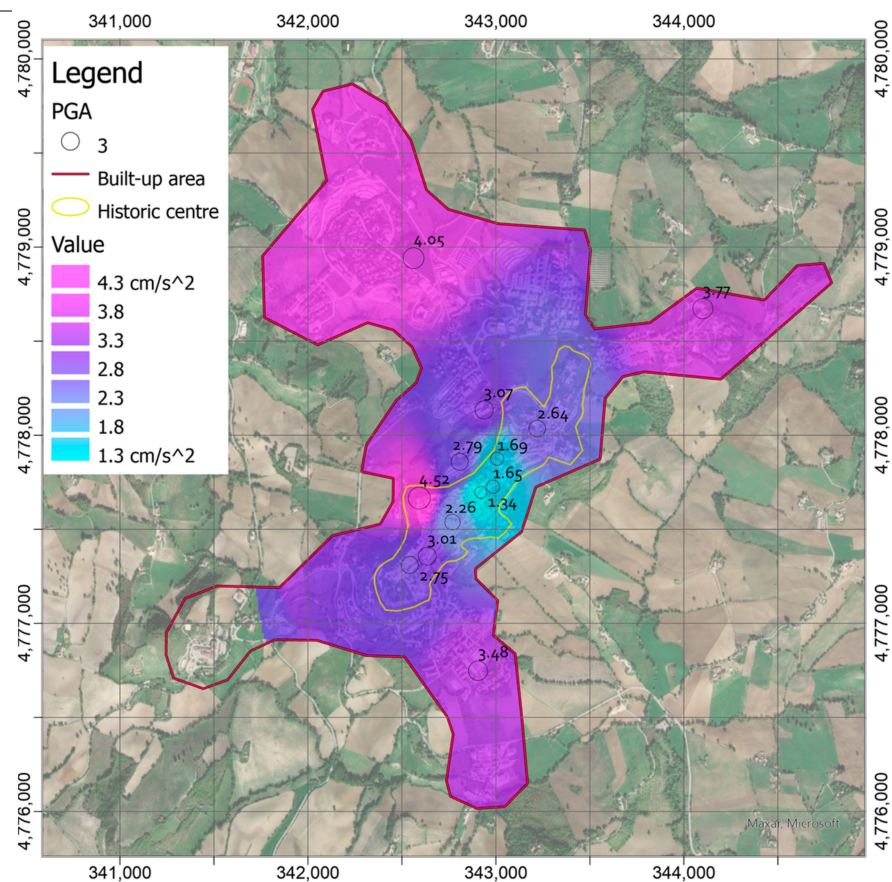 341,000 342,000 343,000 344,000
4,780,000 4,780,000
Legend
PGA
3
Built-up area
Historic centre
Value
4.3 cm/s^2
3.8
3.3
2.8
2.3
1.8
1.3 cm/s^2
4.05
4,779,000 4,779,000
3.77
3.07
2.64
4,778,000 4,778,000
2.79 1.69
4.52 1.65
1.34
2.26
3.01
2.75
4,777,000 4,777,000
3.48
4,776,000 4,776,000
Maxar, Microsoft
341,000 342,000 343,000 344,000